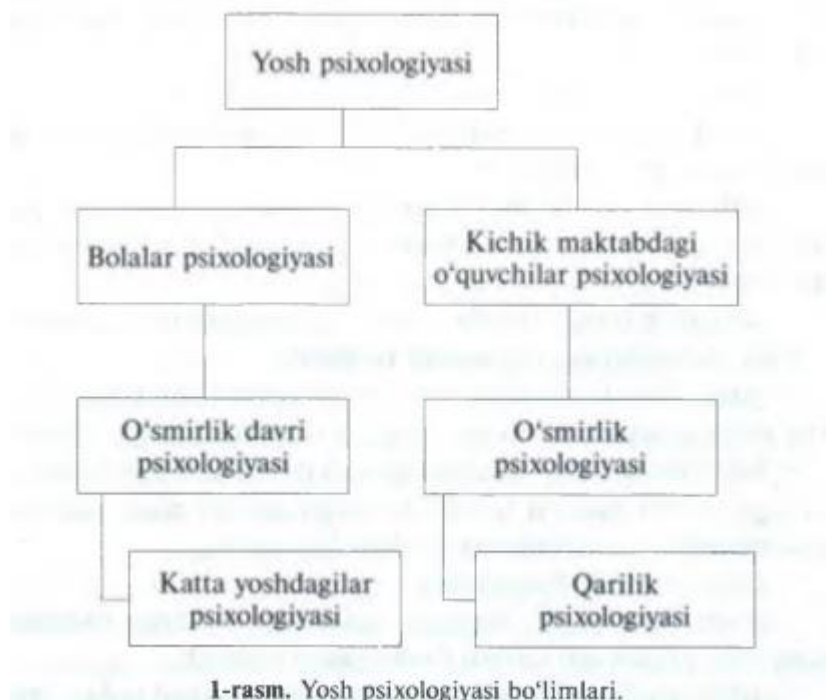 Yosh psixologiyasi
Bolalar psixologiyasi
Kichik maktabdagi
o‘quvchilar psixologiyasi
O‘smirlik davri
psixologiyasi
O‘smirlik
psixologiyasi
Katta yoshdagilar
psixologiyasi
Qarilik
psixologiyasi
1-rasm. Yosh psixologiyasi bo‘limlari.